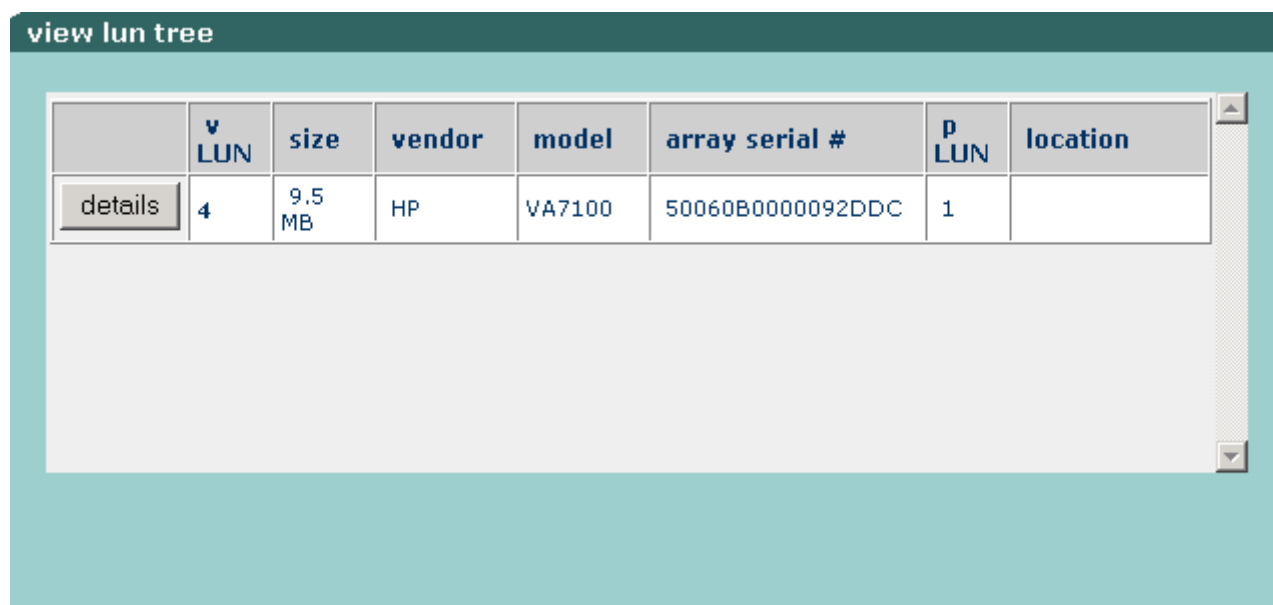 view lun tree
v LUN size vendor model array serial # p LUN location
details 4 9.5 MB HP VA7100 50060B0000092DDC 1